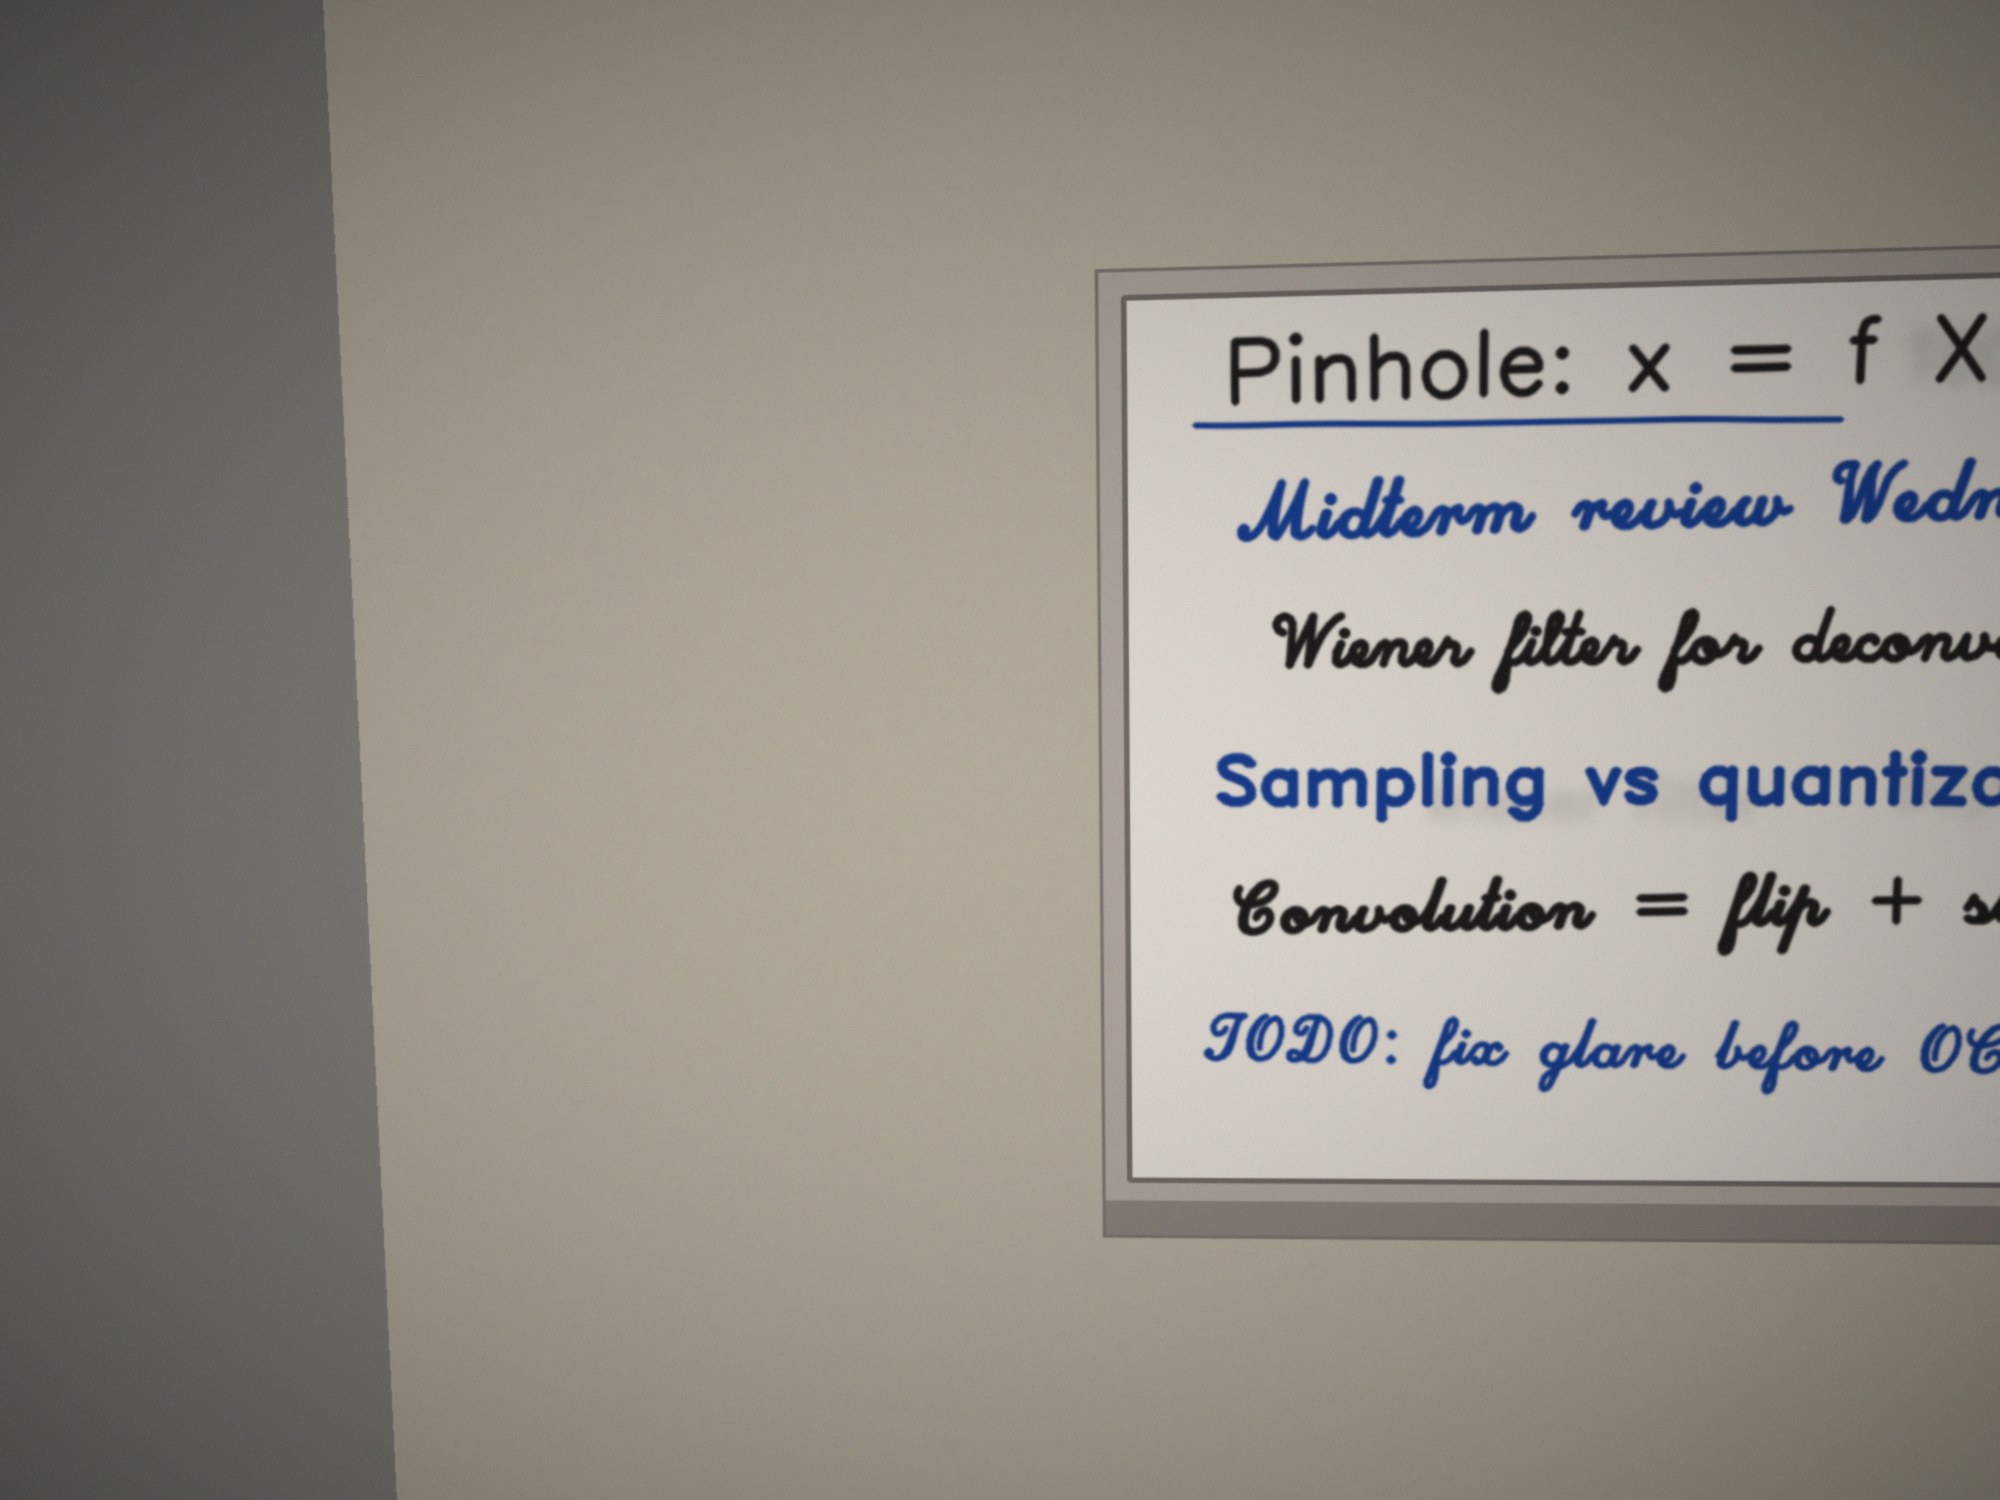 Pinhole: x = f X
Midterm review
Wiener filter for
Sampling vs
Convolution = flip +
TODO: fix glare before